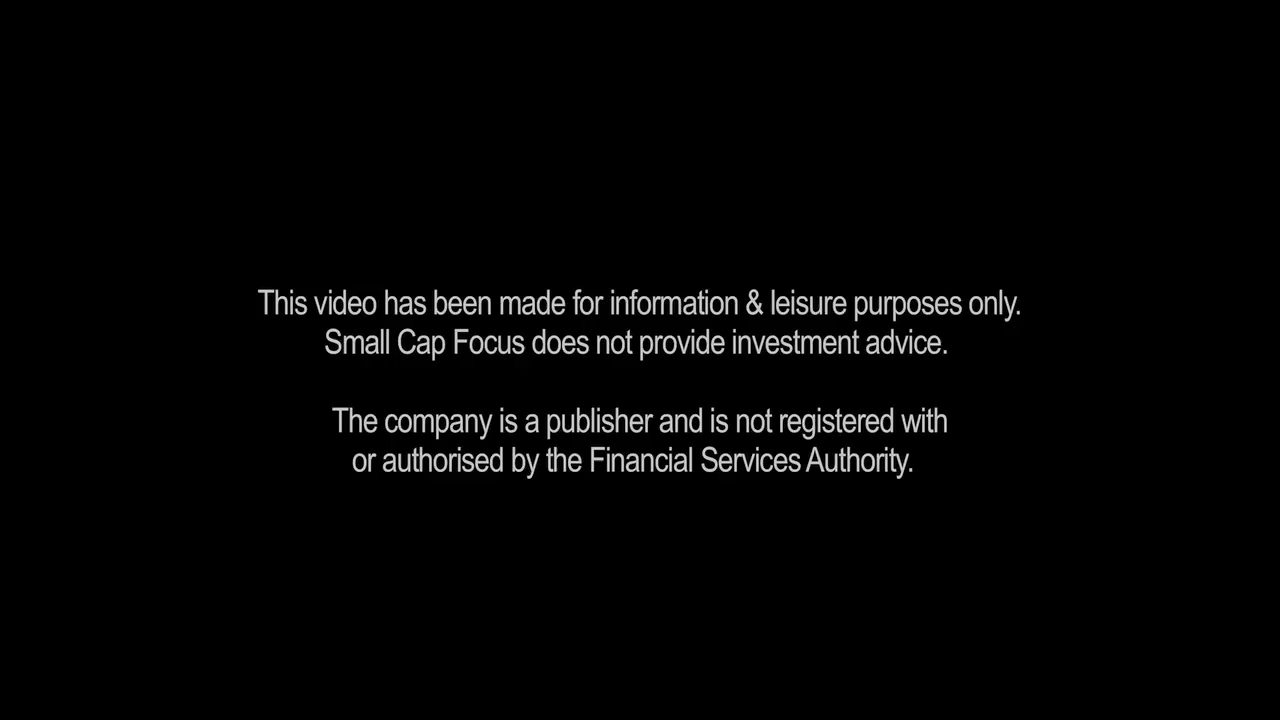 This video has been made for information & leisure purposes only.
Small Cap Focus does not provide investment advice.
The company is a publisher and is not registered with
or authorised by the Financial Services Authority.